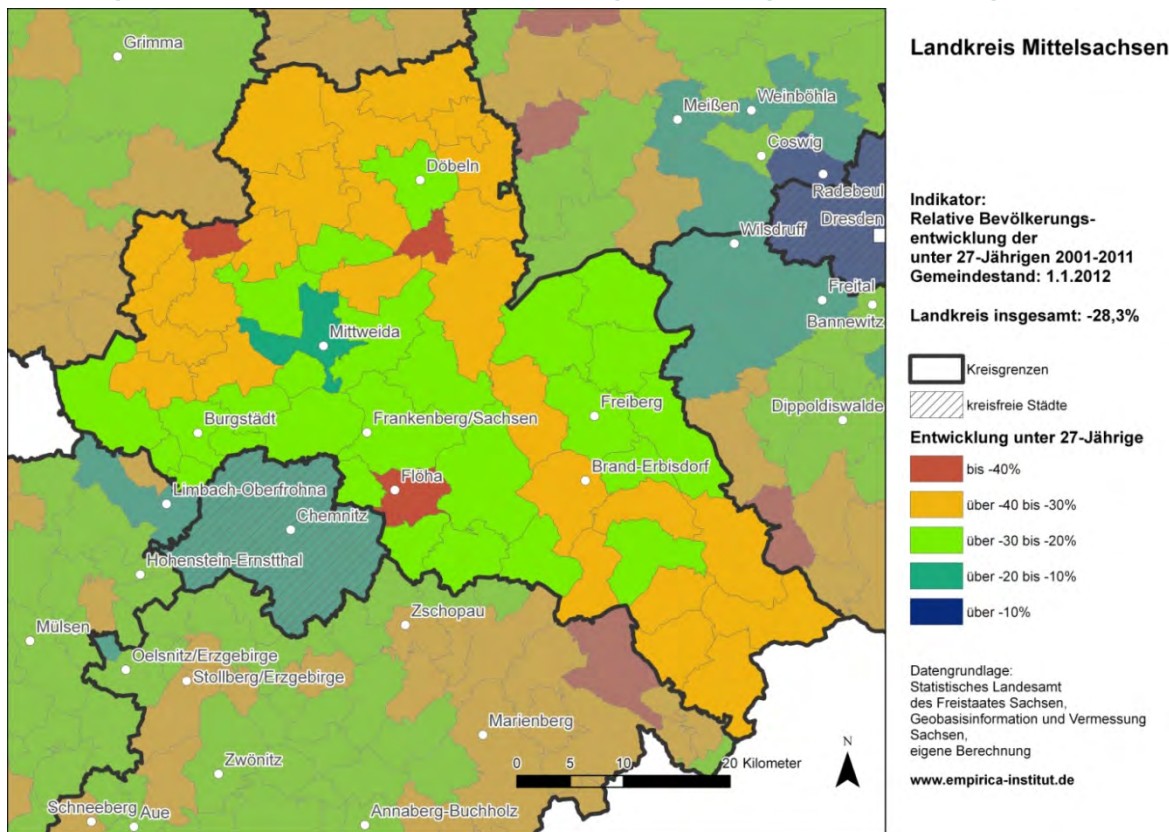 Grimma
Meißen
Weinböhla
Coswig
Döbeln
Radebeul
Dresden
Wilsdruff
Freital
Bannewitz
Mittweida
Freiberg
Dippoldiswalde
Burgstädt
Frankenberg/Sachsen
Flöha
Brand-Erbisdorf
Limbach-Oberfrohna
Chemnitz
Hohenstein-Ernstthal
Zschopau
Mülsen
Oelsnitz/Erzgebirge
Stollberg/Erzgebirge
Marienberg
Zwönitz
Schneeberg
Aue
Annaberg-Buchholz
N
0 5 10 20 Kilometer
Landkreis Mittelsachsen
Indikator:
Relative Bevölkerungs-
entwicklung der
unter 27-Jährigen 2001-2011
Gemeindestand: 1.1.2012
Landkreis insgesamt: -28,3%
Kreisgrenzen
kreisfreie Städte
Entwicklung unter 27-Jährige
bis -40%
über -40 bis -30%
über -30 bis -20%
über -20 bis -10%
über -10%
Datengrundlage:
Statistisches Landesamt
des Freistaates Sachsen,
Geobasisinformation und Vermessung
Sachsen,
eigene Berechnung
www.empirica-institut.de